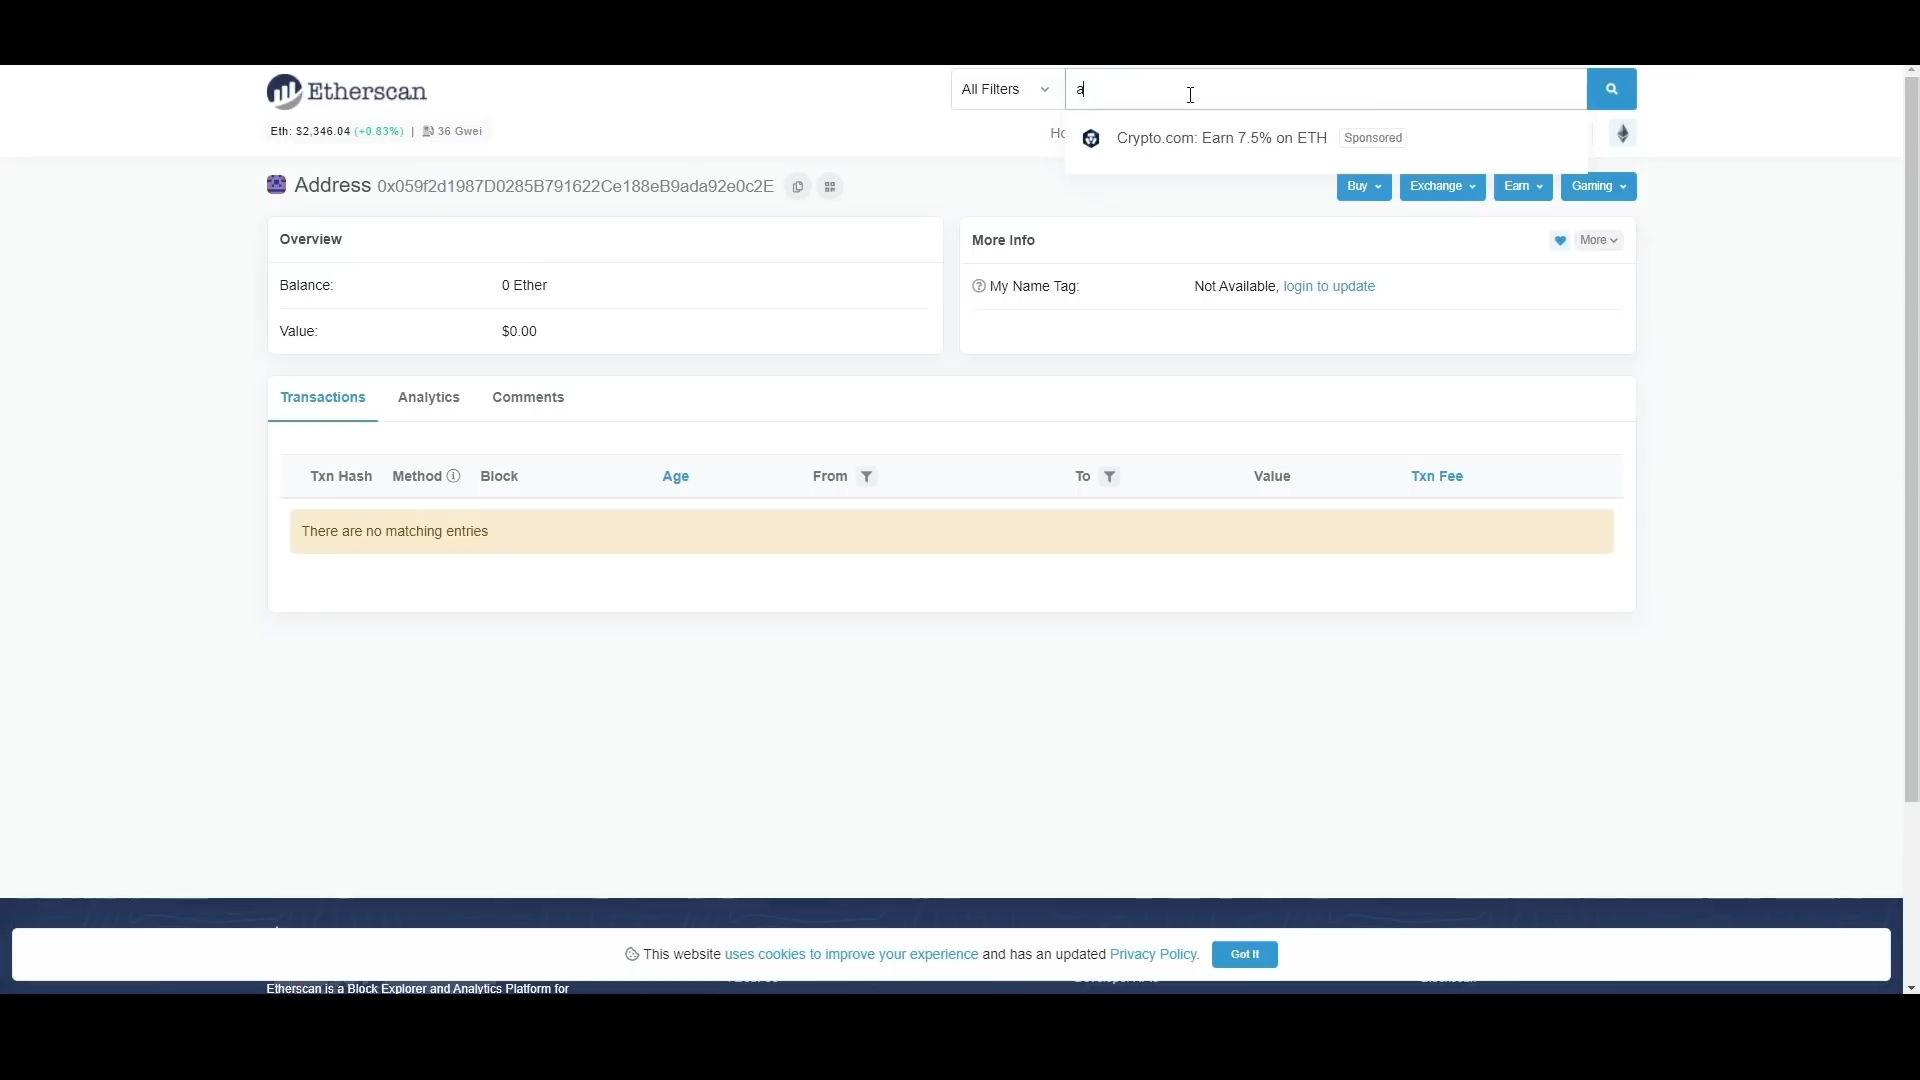 Etherscan
All Filters
a
Eth: $2,346.04 (+0.83%) | 36 Gwei
Crypto.com: Earn 7.5% on ETH Sponsored
Address 0x059f2d1987D0285B791622Ce188eB9ada92e0c2E
Buy Exchange Earn Gaming
Overview
More Info
More
Balance: 0 Ether
My Name Tag: Not Available, login to update
Value: $0.00
Transactions Analytics Comments
Txn Hash Method Block Age From To Value Txn Fee
There are no matching entries
This website uses cookies to improve your experience and has an updated Privacy Policy. Got It
Etherscan is a Block Explorer and Analytics Platform for